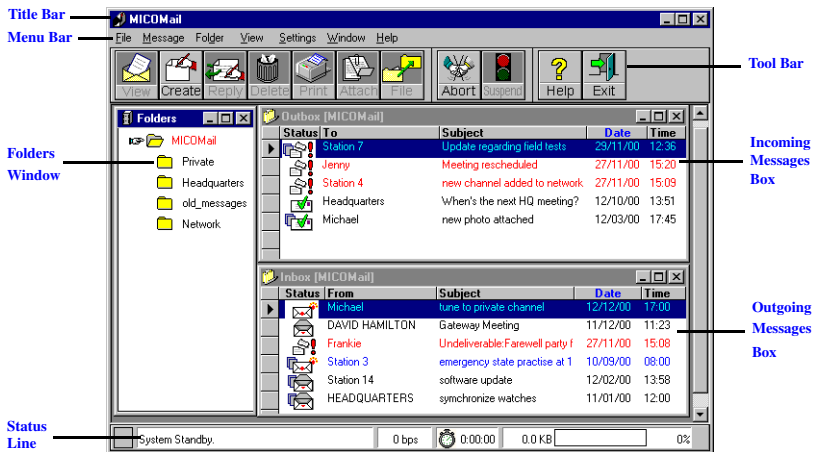 Title Bar
MICOMail
Menu Bar
File Message Folder View Settings Window Help
View Create Reply Delete Print Attach File Abort Suspend Help Exit
Tool Bar
Folders
MICOMail
Private
Headquarters
old_messages
Network
Folders
Window
Outbox [MICOMail]
Status To Subject Date Time
Station 7 Update regarding field tests 29/11/00 12:36
Jenny Meeting rescheduled 27/11/00 15:20
Station 4 new channel added to network 27/11/00 15:09
Headquarters When's the next HQ meeting? 12/10/00 13:51
Michael new photo attached 12/03/00 17:45
Incoming
Messages
Box
Inbox [MICOMail]
Status From Subject Date Time
Michael tune to private channel 12/12/00 17:00
DAVID HAMILTON Gateway Meeting 11/12/00 11:23
Frankie Undeliverable:Farewell party f 27/11/00 15:08
Station 3 emergency state practise at 1 10/09/00 08:00
Station 14 software update 12/02/00 13:58
HEADQUARTERS symchronize watches 11/01/00 12:00
Outgoing
Messages
Box
Status
Line
System Standby. 0 bps 0:00:00 0.0 KB 0%